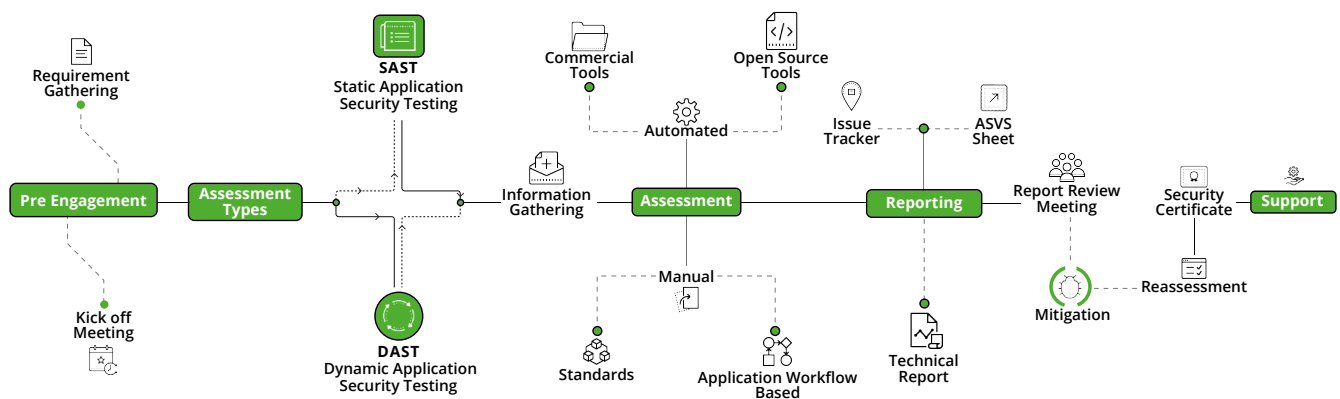 Requirement
Gathering
Pre Engagement
Kick off
Meeting
Assessment
Types
SAST
Static Application
Security Testing
DAST
Dynamic Application
Security Testing
Information
Gathering
Commercial
Tools
Open Source
Tools
Automated
Assessment
Manual
Standards
Application Workflow
Based
Issue
Tracker
ASVS
Sheet
Reporting
Technical
Report
Report Review
Meeting
Mitigation
Reassessment
Security
Certificate
Support